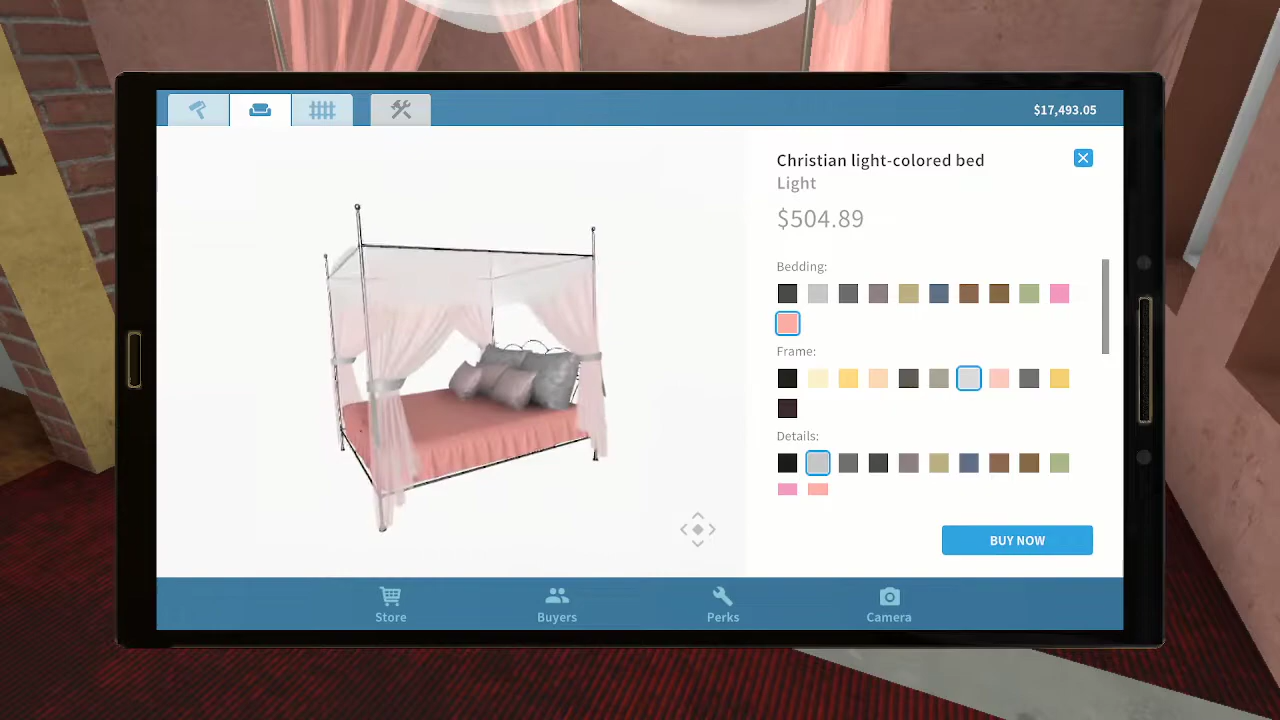 $17,493.05
Christian light-colored bed
Light
$504.89
Bedding:
Frame:
Details:
BUY NOW
Store
Buyers
Perks
Camera